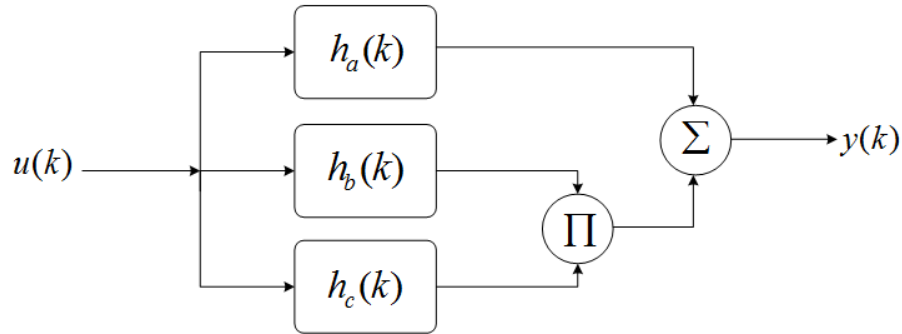 h_a(k)
u(k)
h_b(k)
h_c(k)
∏
∑
y(k)